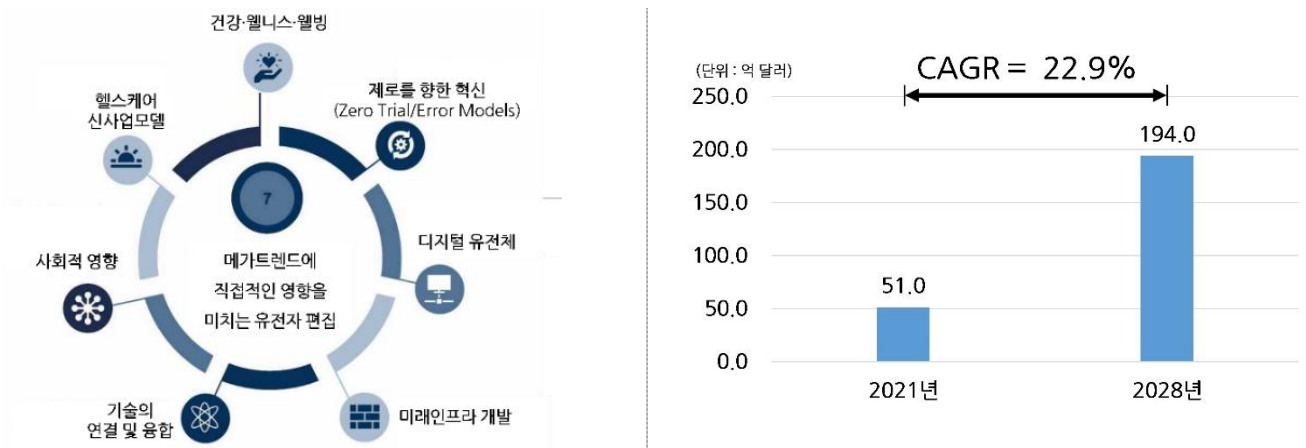 건강·웰니스·웰빙
제로를 향한 혁신
(Zero Trial/Error Models)
헬스케어
신사업모델
7
디지털 유전체
사회적 영향
메가트렌드에
직접적인 영향을
미치는 유전자 편집
기술의
연결 및 융합
미래인프라 개발
(단위 : 억 달러)
CAGR = 22.9%
250.0
200.0
150.0
100.0
50.0
0.0
194.0
51.0
2021년
2028년